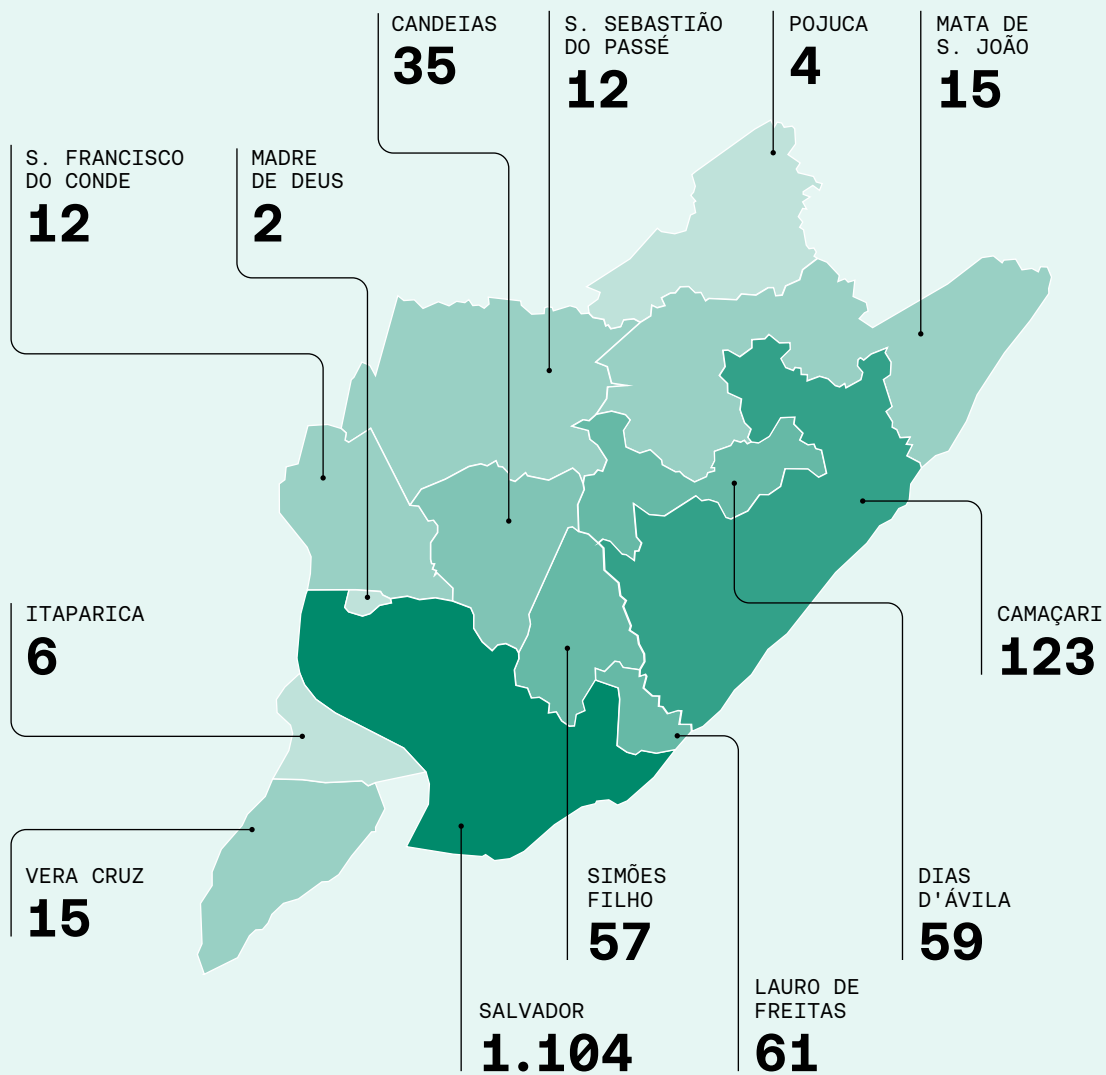 CANDEIAS
35
S. SEBASTIÃO
DO PASSÉ
12
POJUCA
4
MATA DE
S. JOÃO
15
S. FRANCISCO
DO CONDE
12
MADRE
DE DEUS
2
ITAPARICA
6
CAMAÇARI
123
VERA CRUZ
15
SIMÕES
FILHO
57
DIAS
D'ÁVILA
59
SALVADOR
1.104
LAURO DE
FREITAS
61